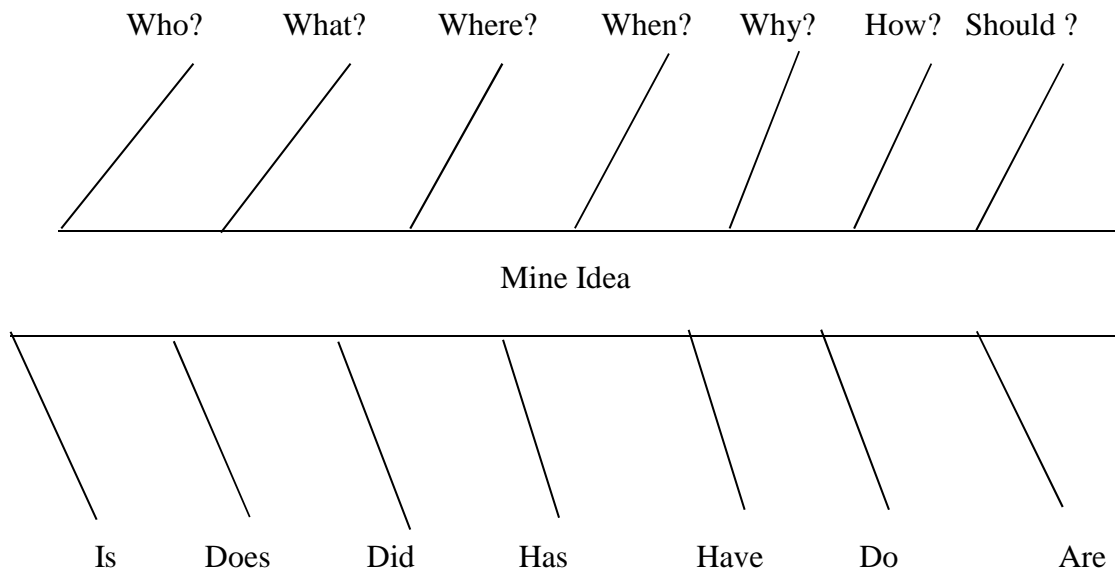 Who? What? Where? When? Why? How? Should ?
Mine Idea
Is Does Did Has Have Do Are